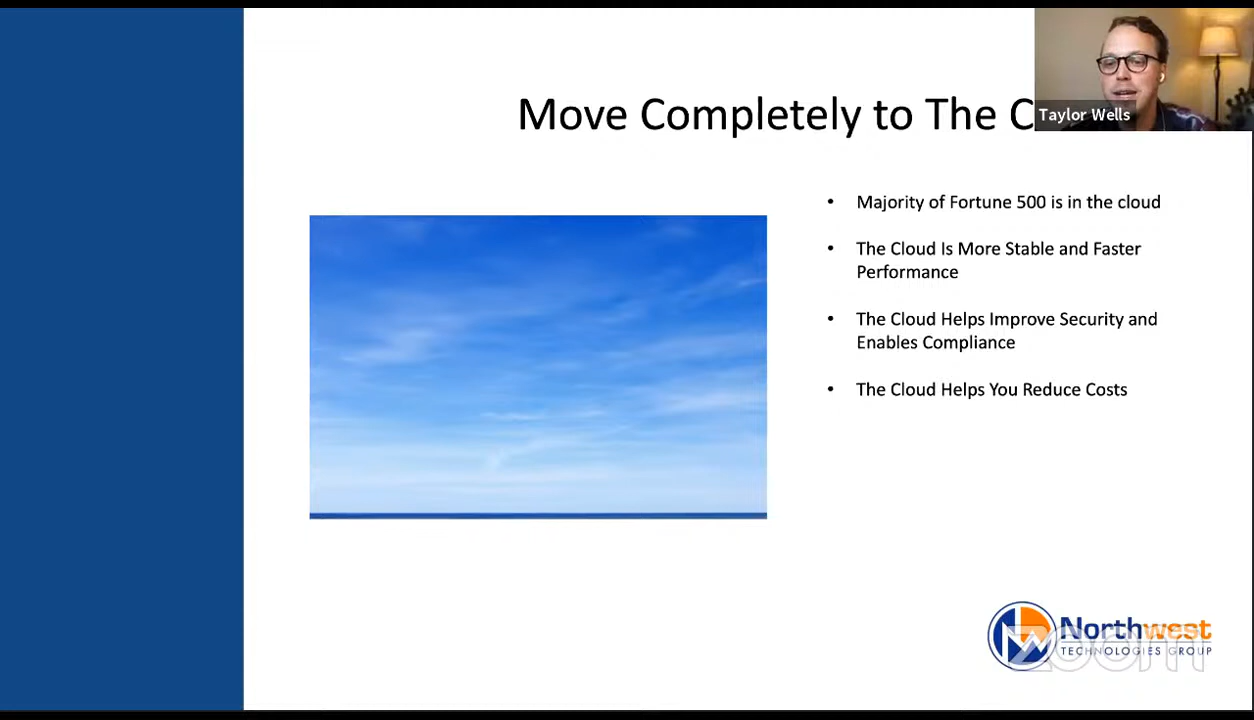 Move Completely to The C
Taylor Wells
• Majority of Fortune 500 is in the cloud
• The Cloud Is More Stable and Faster
Performance
• The Cloud Helps Improve Security and
Enables Compliance
• The Cloud Helps You Reduce Costs
Northwest
TECHNOLOGIES GROUP
zoom